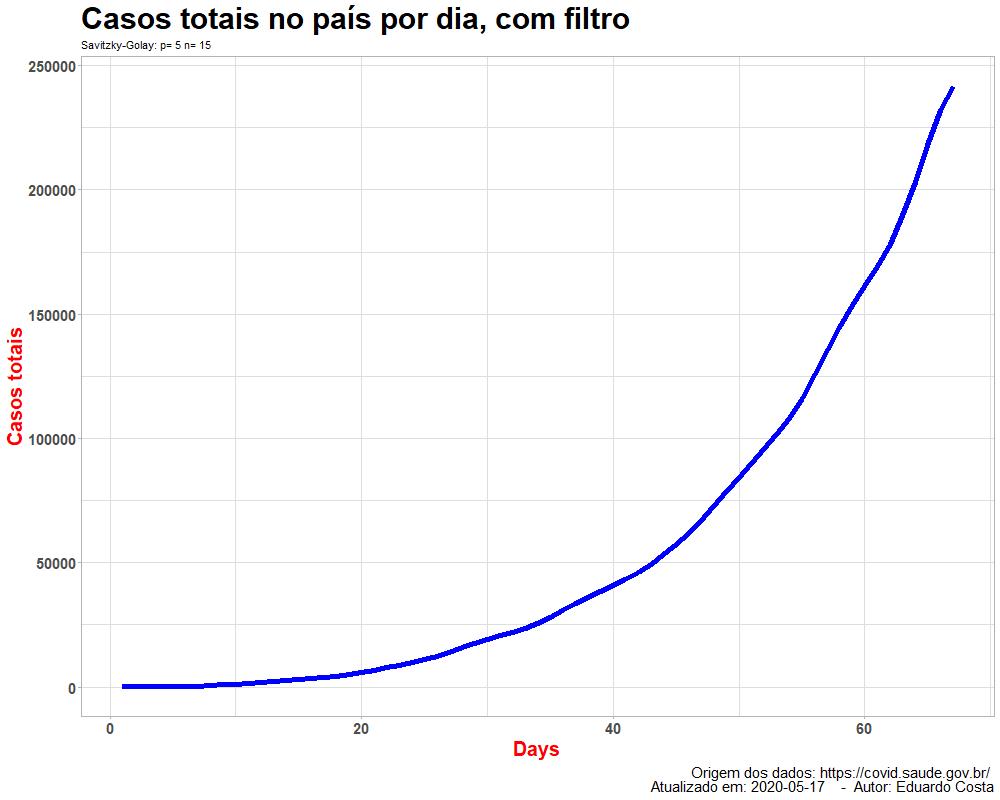 Casos totais no país por dia, com filtro
Savitzky-Golay: p= 5 n= 15
250000
200000
150000
100000
50000
0
Casos totais
0 20 40 60
Days
Origem dos dados: https://covid.saude.gov.br/
Atualizado em: 2020-05-17 - Autor: Eduardo Costa